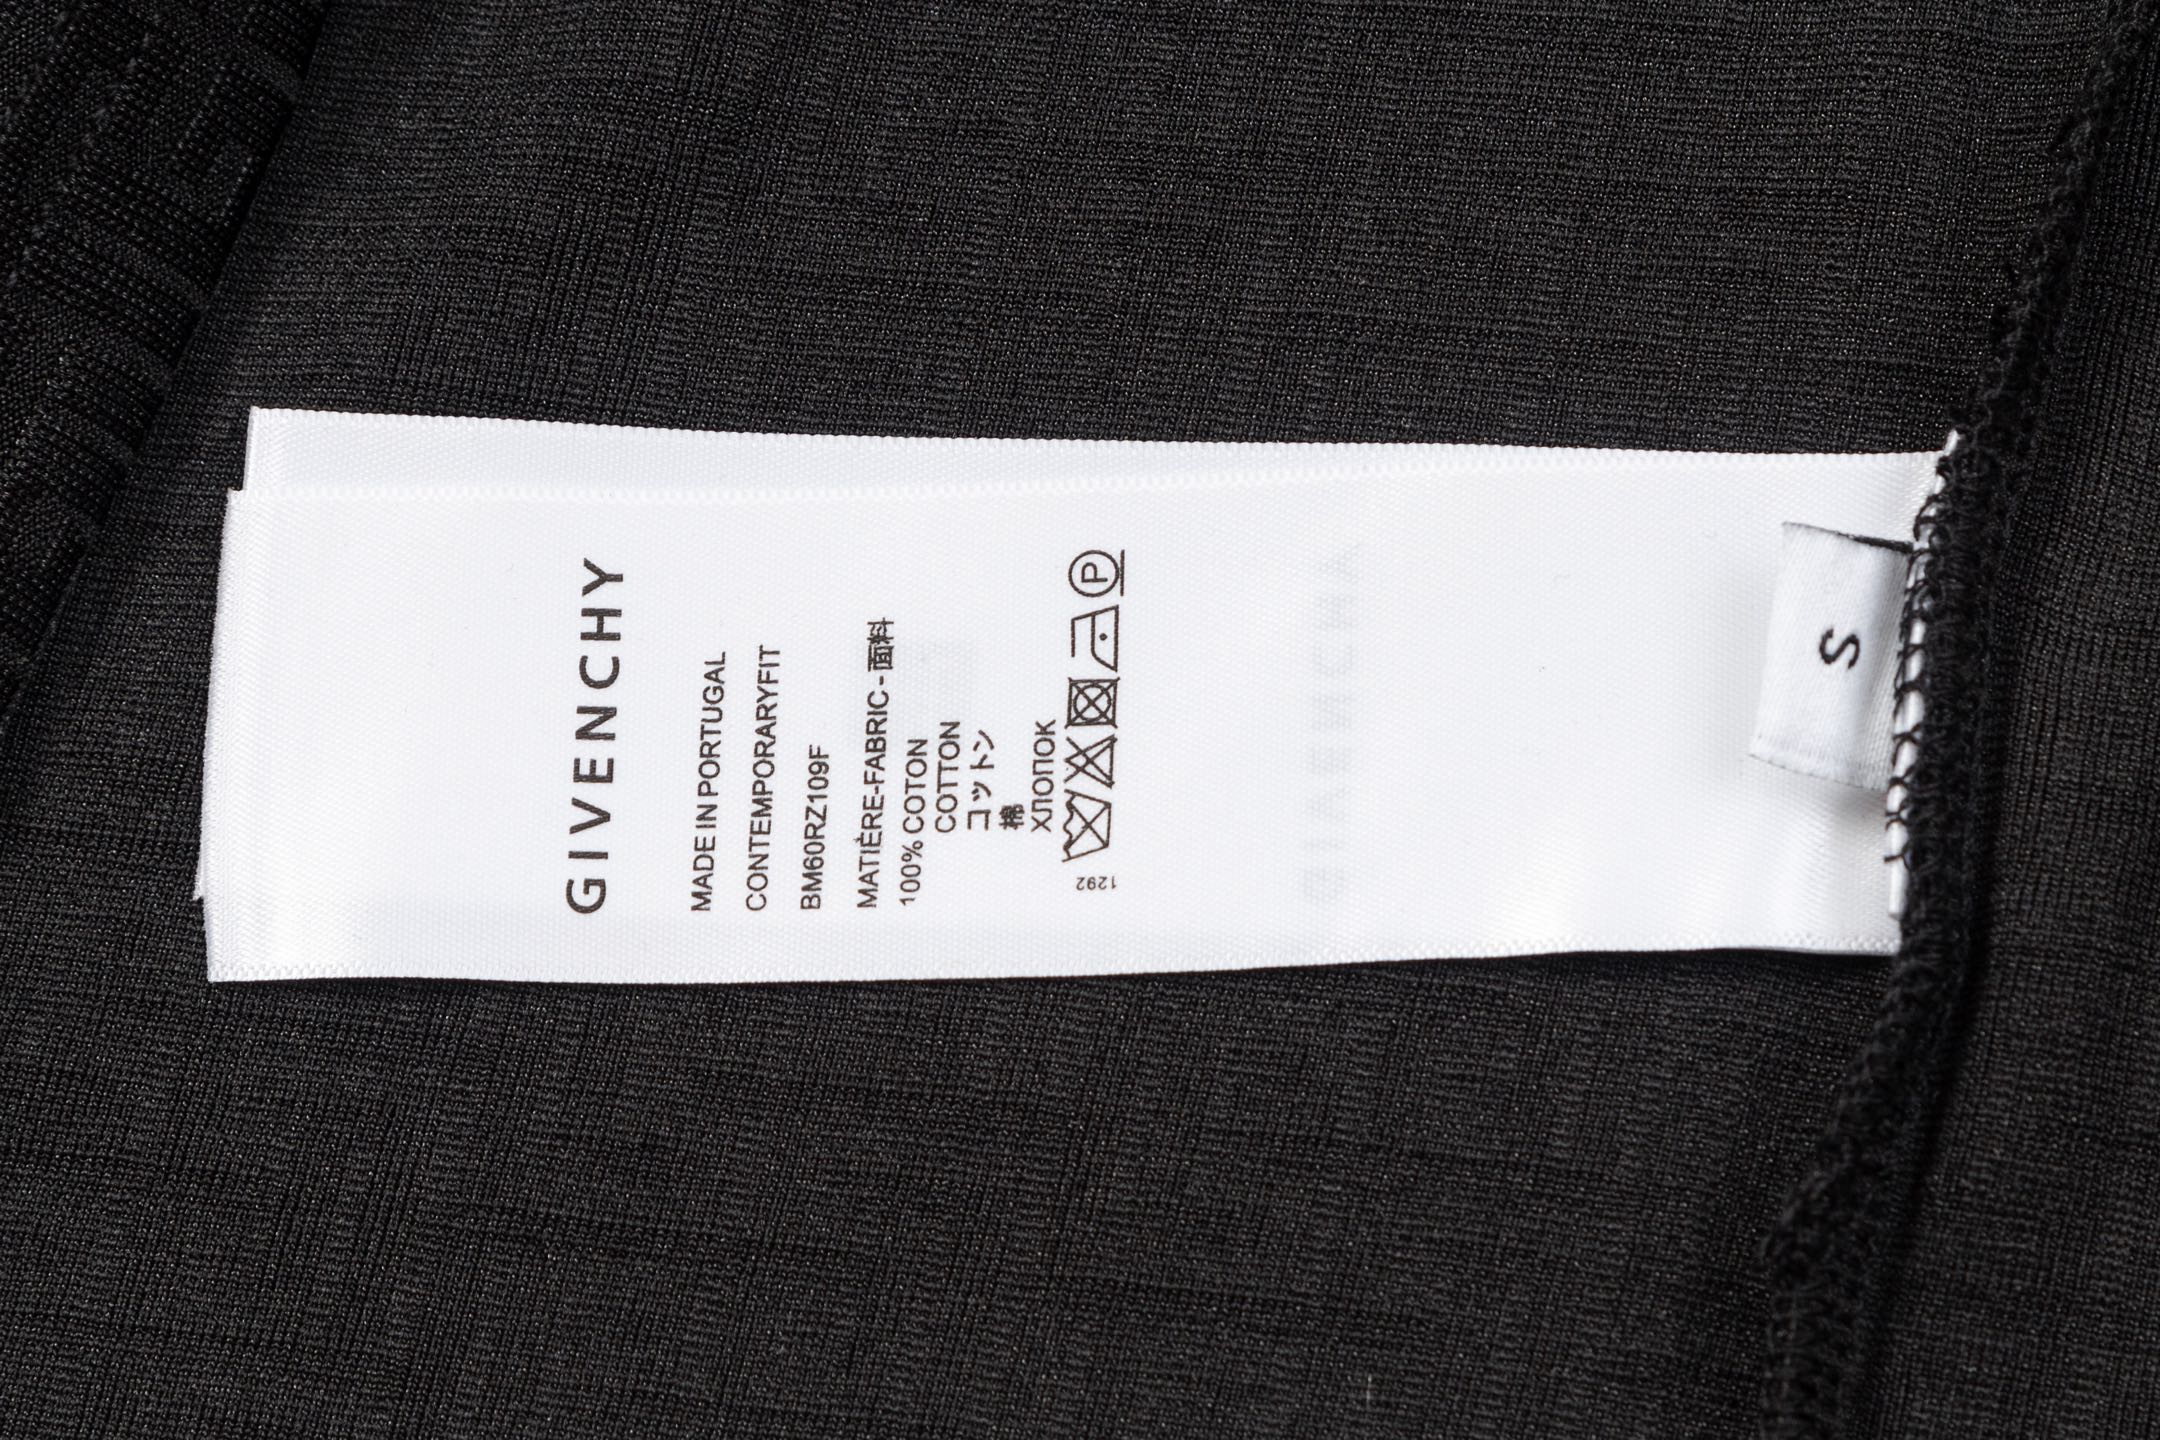 GIVENCHY
MADE IN PORTUGAL
CONTEMPORARYFIT
BM60RZ109F
MATIÈRE-FABRIC-面料
100% COTON
COTTON
コットン
棉
ХЛОПОК
P
1292
S